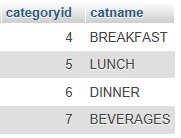 categoryid catname
4 BREAKFAST
5 LUNCH
6 DINNER
7 BEVERAGES